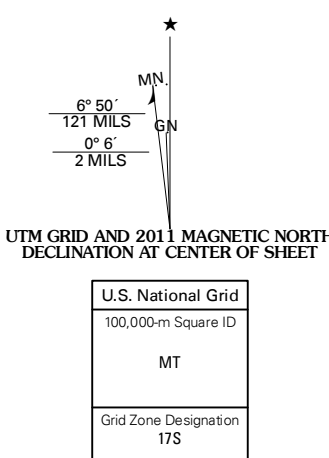 MN.
6° 50´
121 MILS
GN
0° 6´
2 MILS
UTM GRID AND 2011 MAGNETIC NORTH
DECLINATION AT CENTER OF SHEET
U.S. National Grid
100,000-m Square ID
MT
Grid Zone Designation
17S